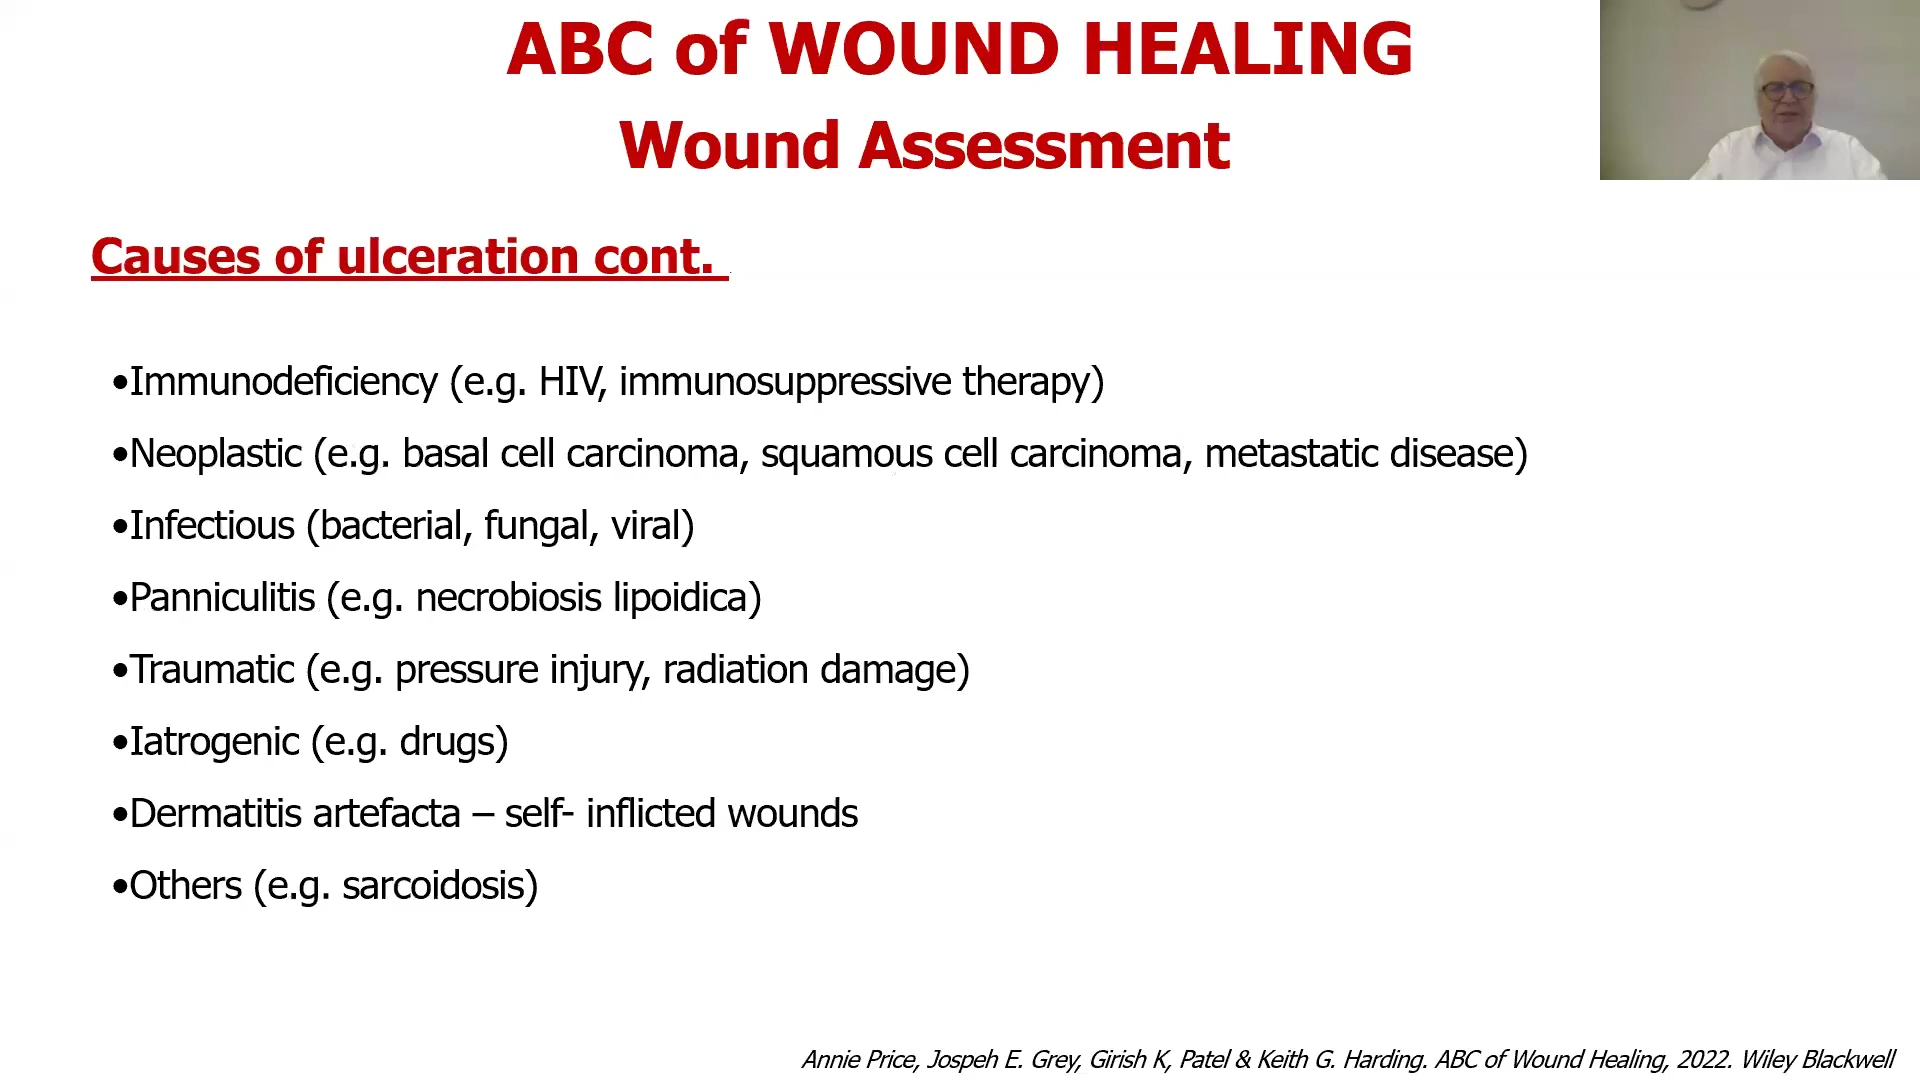 ABC of WOUND HEALING
Wound Assessment
Causes of ulceration cont.
•Immunodeficiency (e.g. HIV, immunosuppressive therapy)
•Neoplastic (e.g. basal cell carcinoma, squamous cell carcinoma, metastatic disease)
•Infectious (bacterial, fungal, viral)
•Panniculitis (e.g. necrobiosis lipoidica)
•Traumatic (e.g. pressure injury, radiation damage)
•Iatrogenic (e.g. drugs)
•Dermatitis artefacta – self- inflicted wounds
•Others (e.g. sarcoidosis)
Annie Price, Jospeh E. Grey, Girish K, Patel & Keith G. Harding. ABC of Wound Healing, 2022. Wiley Blackwell